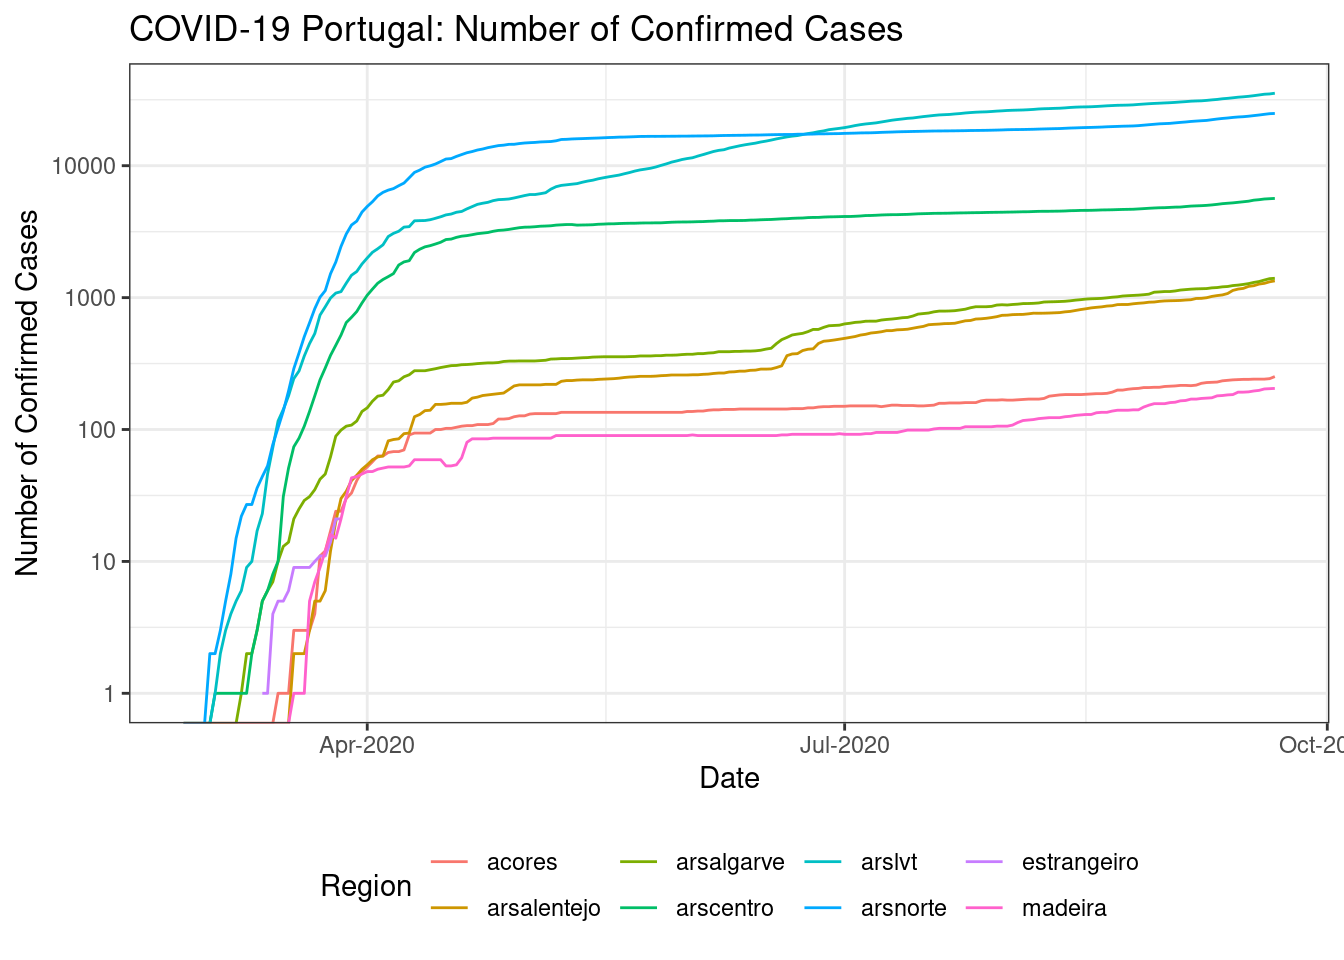 COVID-19 Portugal: Number of Confirmed Cases
Number of Confirmed Cases
10000
1000
100
10
1
Apr-2020
Jul-2020
Oct-20
Date
Region
acores
arsalgarve
arslvt
estrangeiro
arsalentejo
arscentro
arsnorte
madeira